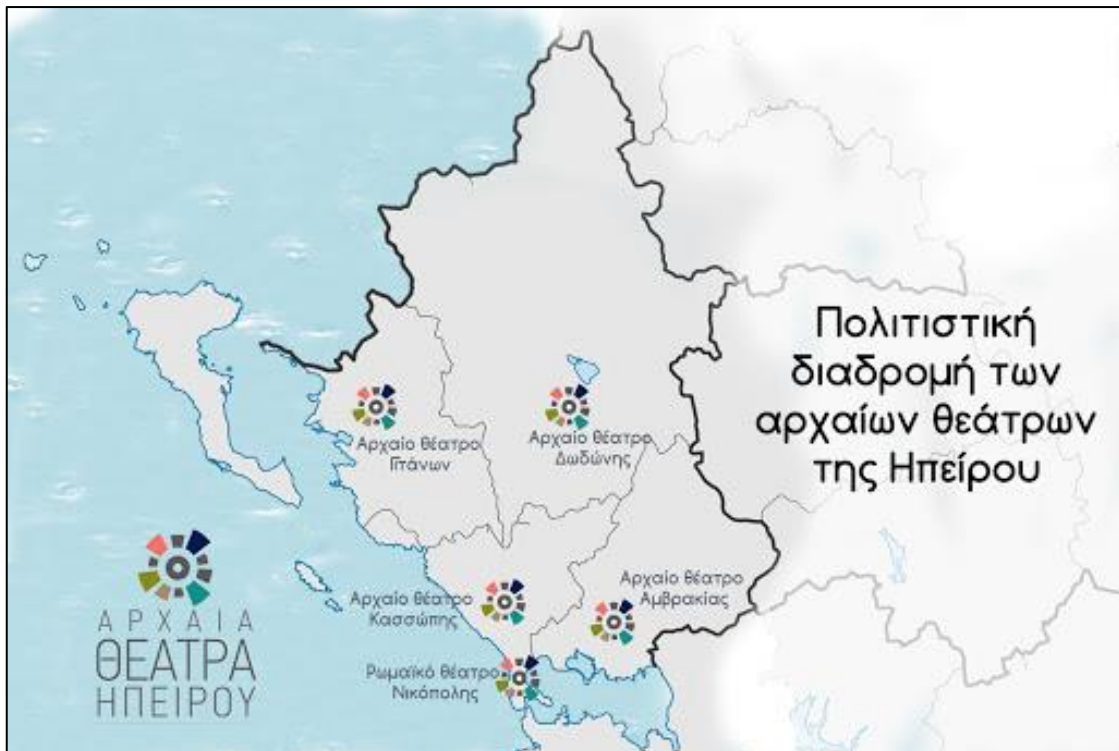 Πολιτιστική
διαδρομή των
αρχαίων θεάτρων
της Ηπείρου
Αρχαίο θέατρο
Γιτάνων
Αρχαίο θέατρο
Δωδώνης
Αρχαίο θέατρο
Αμβρακίας
Αρχαίο θέατρο
Κασσώπης
Ρωμαϊκό θέατρο
Νικόπολης
ΑΡΧΑΙΑ
ΘΕΑΤΡΑ
ΗΠΕΙΡΟΥ